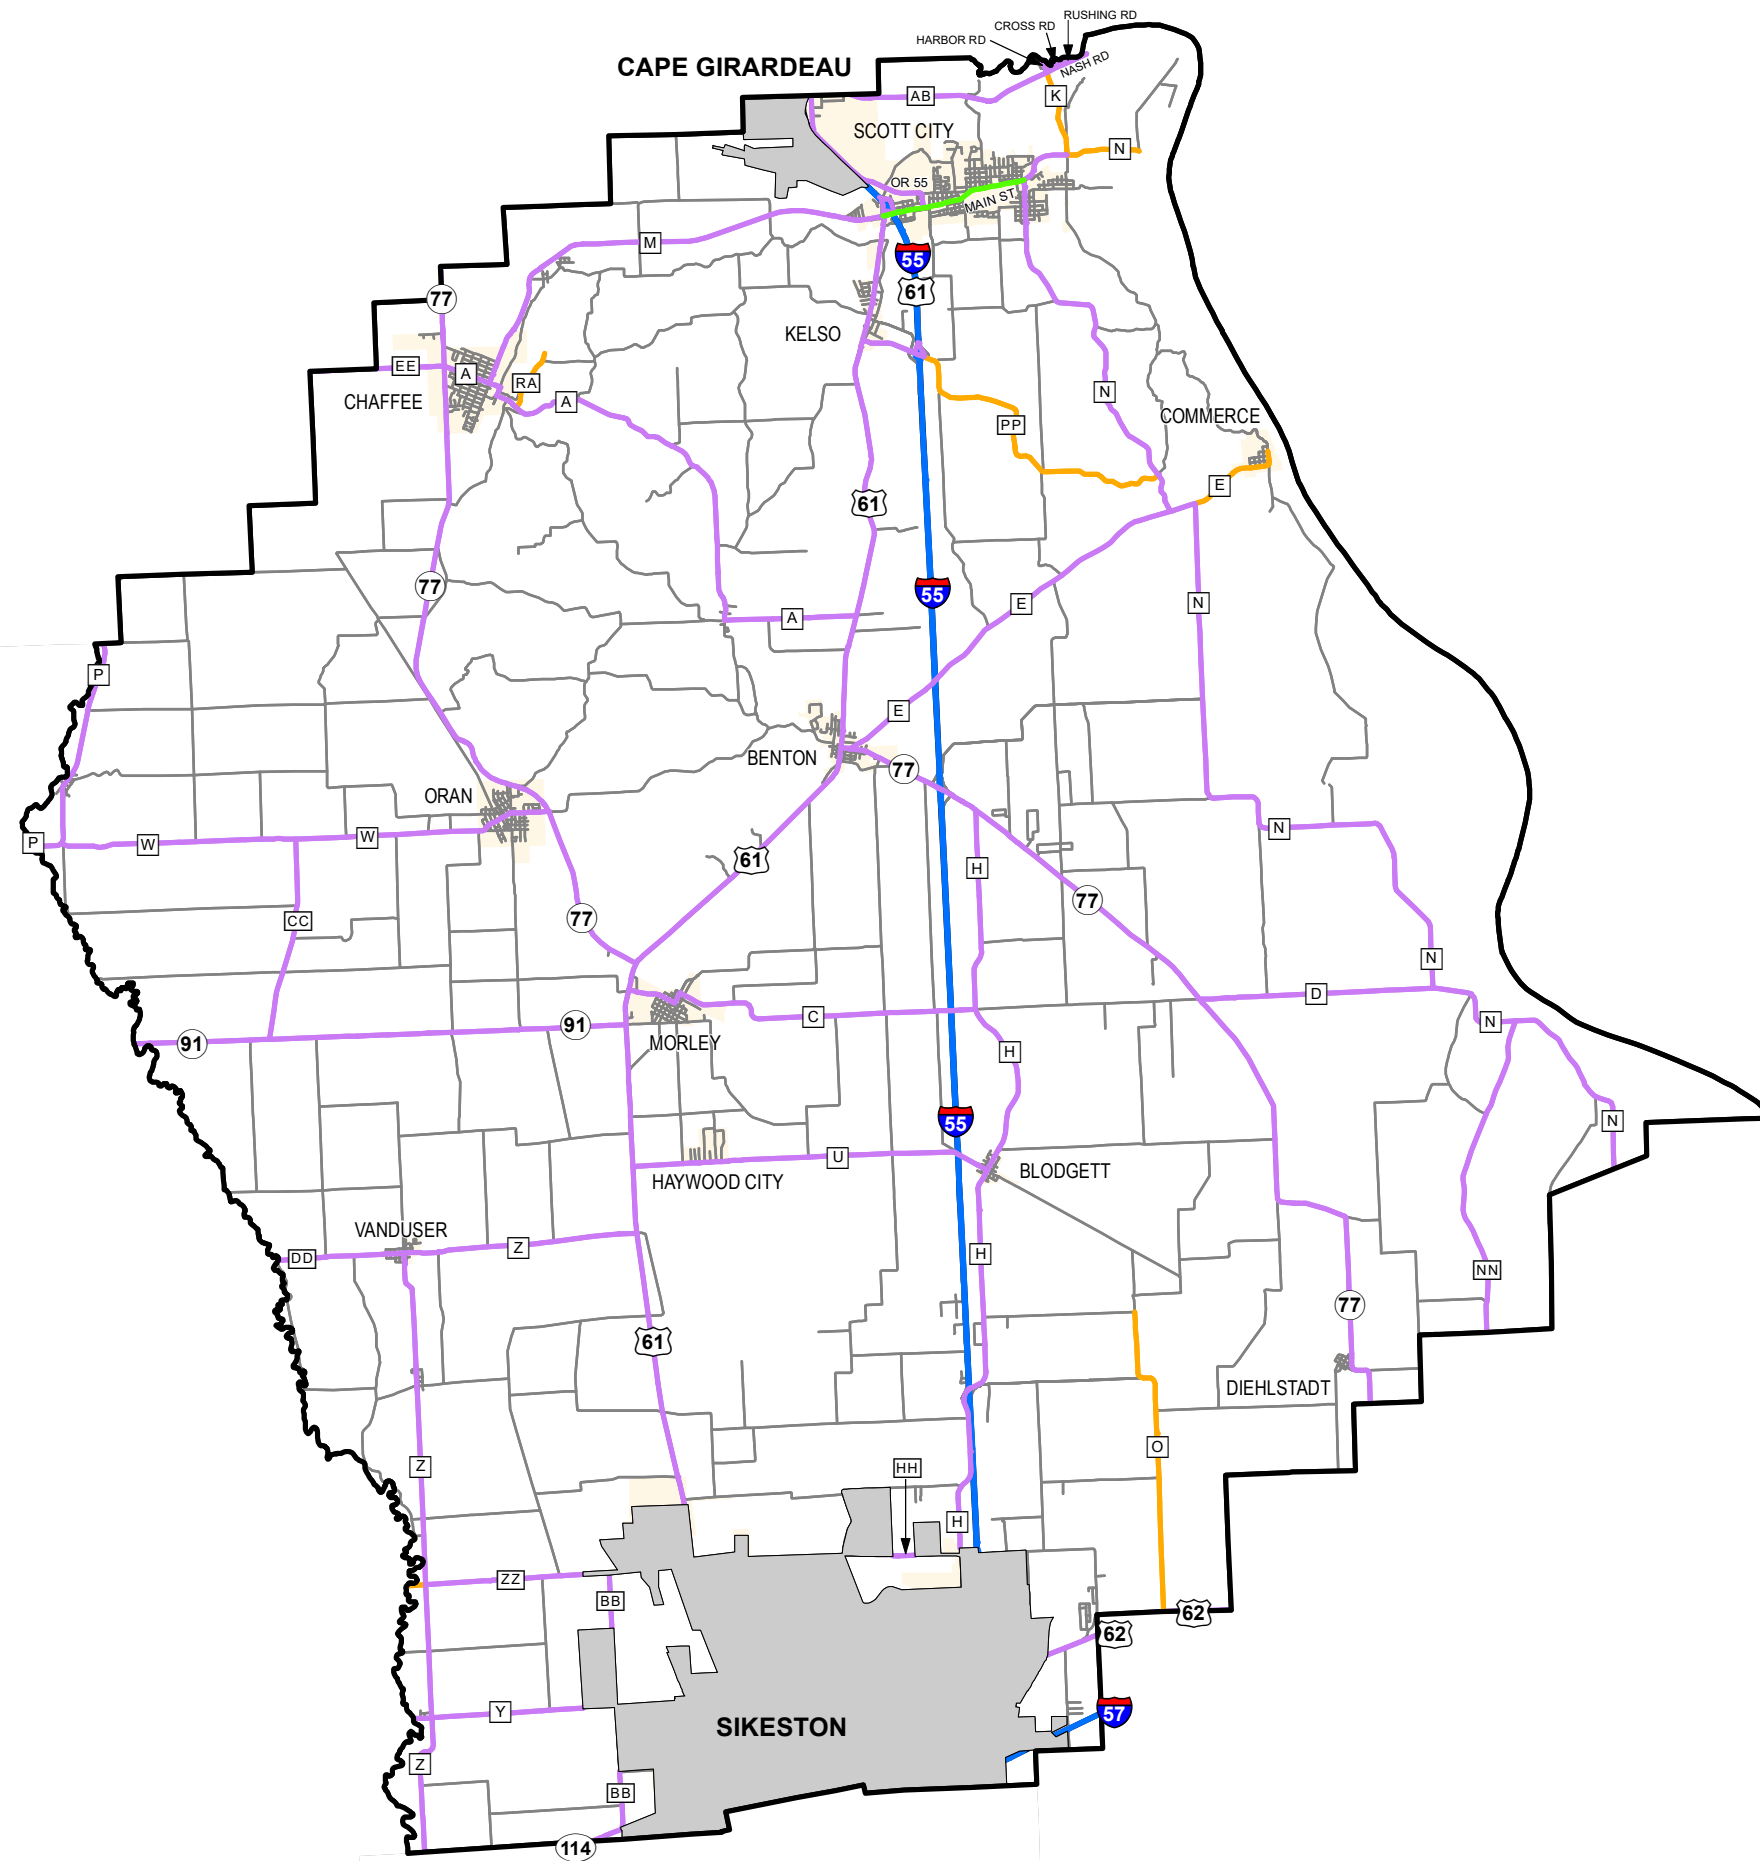 RUSHING RD
CROSS RD
HARBOR RD
NASH RD
CAPE GIRARDEAU
AB
K
SCOTT CITY
N
OR 55
MAIN ST
M
55
61
77
KELSO
EE
A
RA
A
CHAFFEE
N
COMMERCE
PP
E
61
77
55
E
N
A
P
E
BENTON
77
ORAN
P
W
W
N
61
H
77
CC
77
N
D
C
91
91
MORLEY
N
H
55
N
U
BLODGETT
HAYWOOD CITY
VANDUSER
DD
Z
H
NN
77
61
DIEHLSTADT
O
Z
HH
H
ZZ
BB
62
62
Y
57
SIKESTON
Z
BB
114